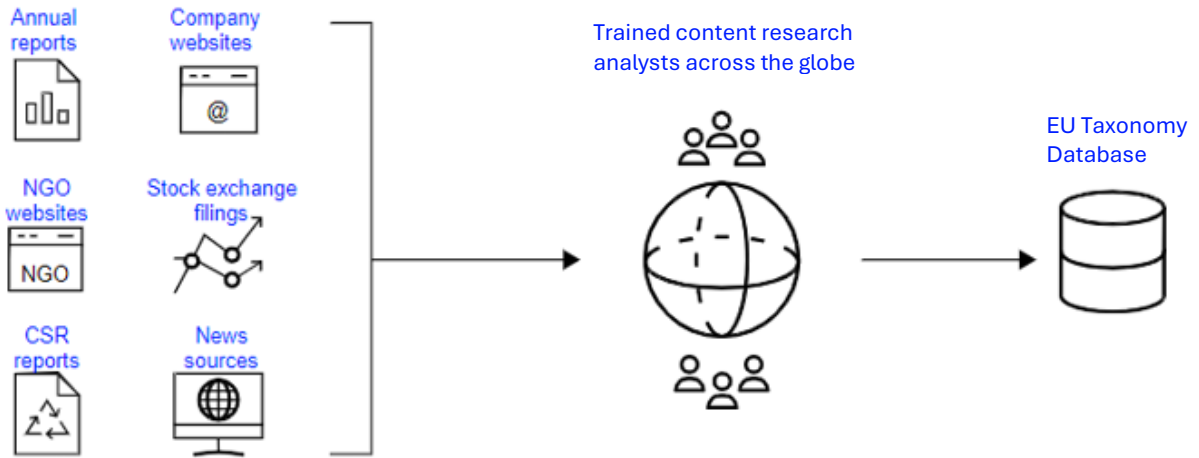 Annual
reports
Company
websites
@
NGO
websites
NGO
Stock exchange
filings
CSR
reports
News
sources
Trained content research
analysts across the globe
EU Taxonomy
Database